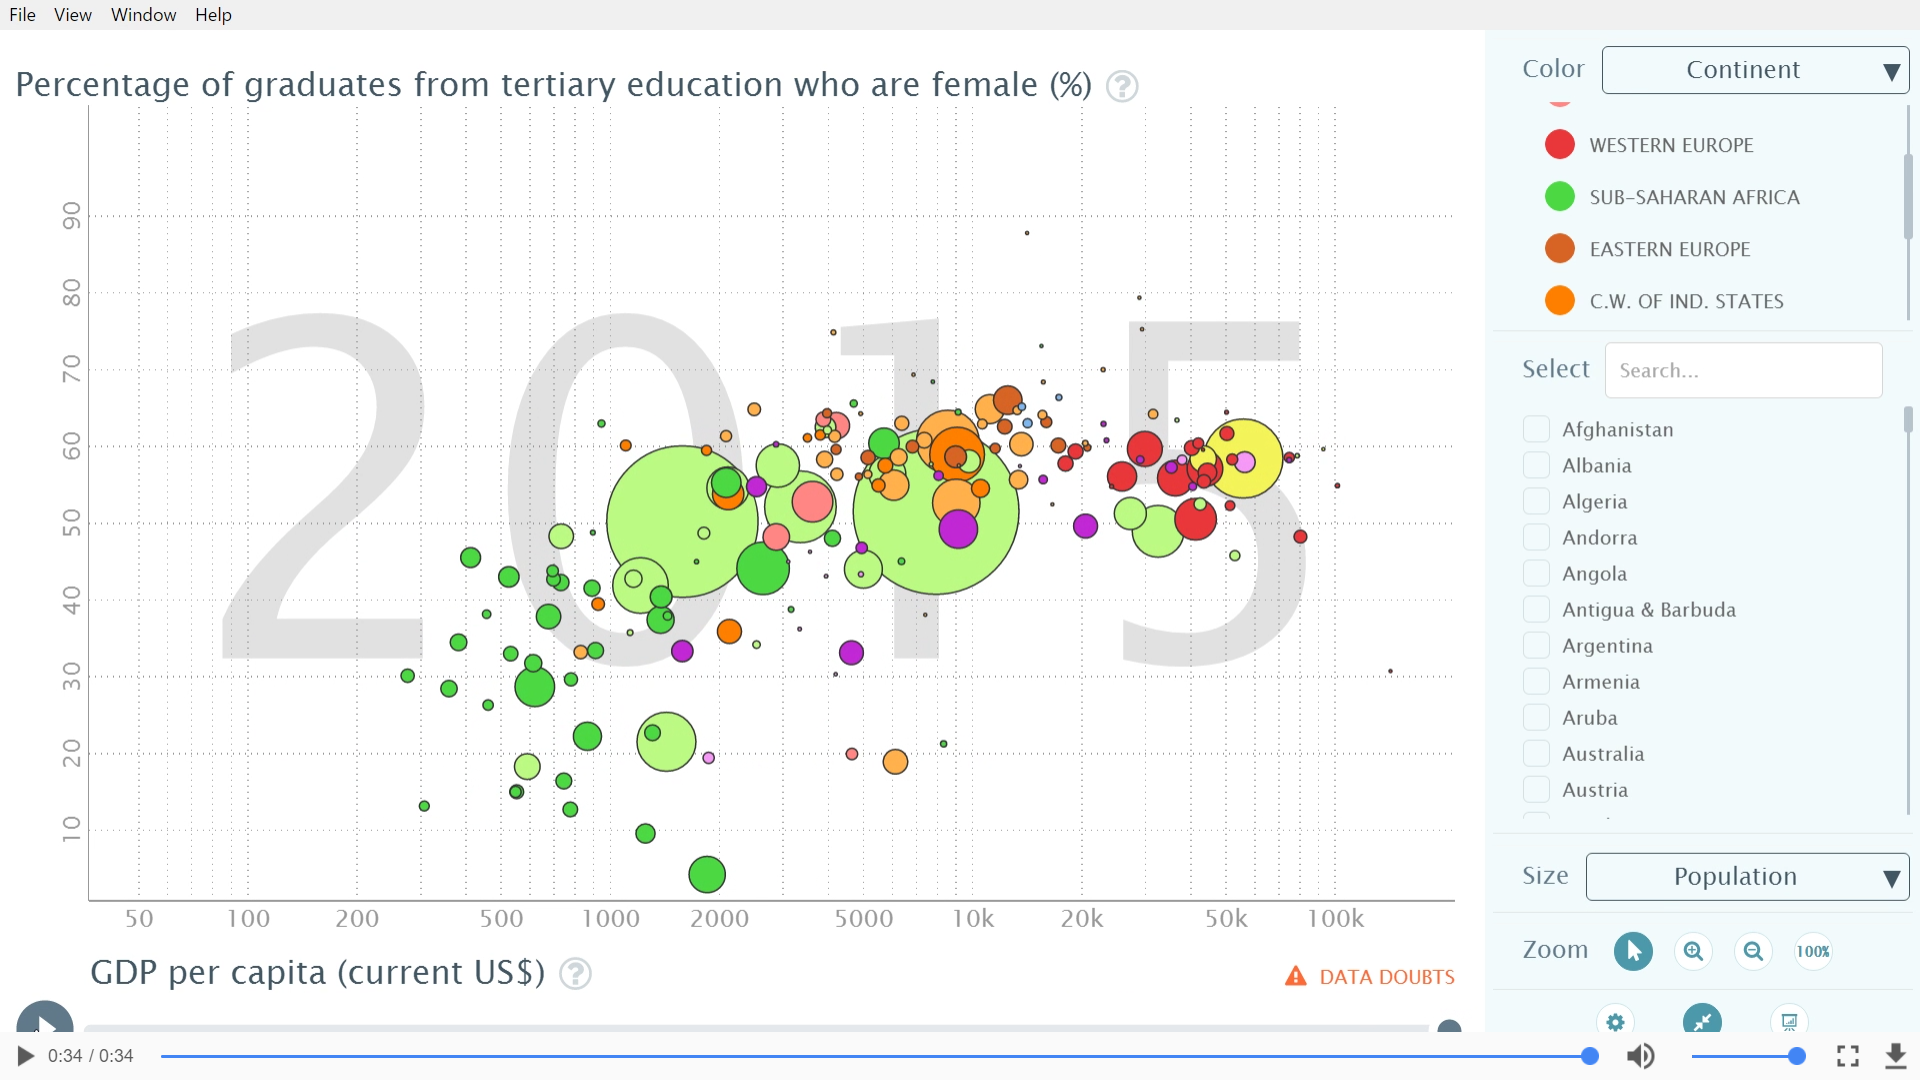 File View Window Help
Percentage of graduates from tertiary education who are female (%) ?
Color Continent ▼
WESTERN EUROPE
SUB-SAHARAN AFRICA
EASTERN EUROPE
C.W. OF IND. STATES
Select Search...
Afghanistan
Albania
Algeria
Andorra
Angola
Antigua & Barbuda
Argentina
Armenia
Aruba
Australia
Austria
Size Population ▼
Zoom 100%
90
80
70
60
50
40
30
20
10
2015
50 100 200 500 1000 2000 5000 10k 20k 50k 100k
GDP per capita (current US$) ?
DATA DOUBTS
0:34 / 0:34